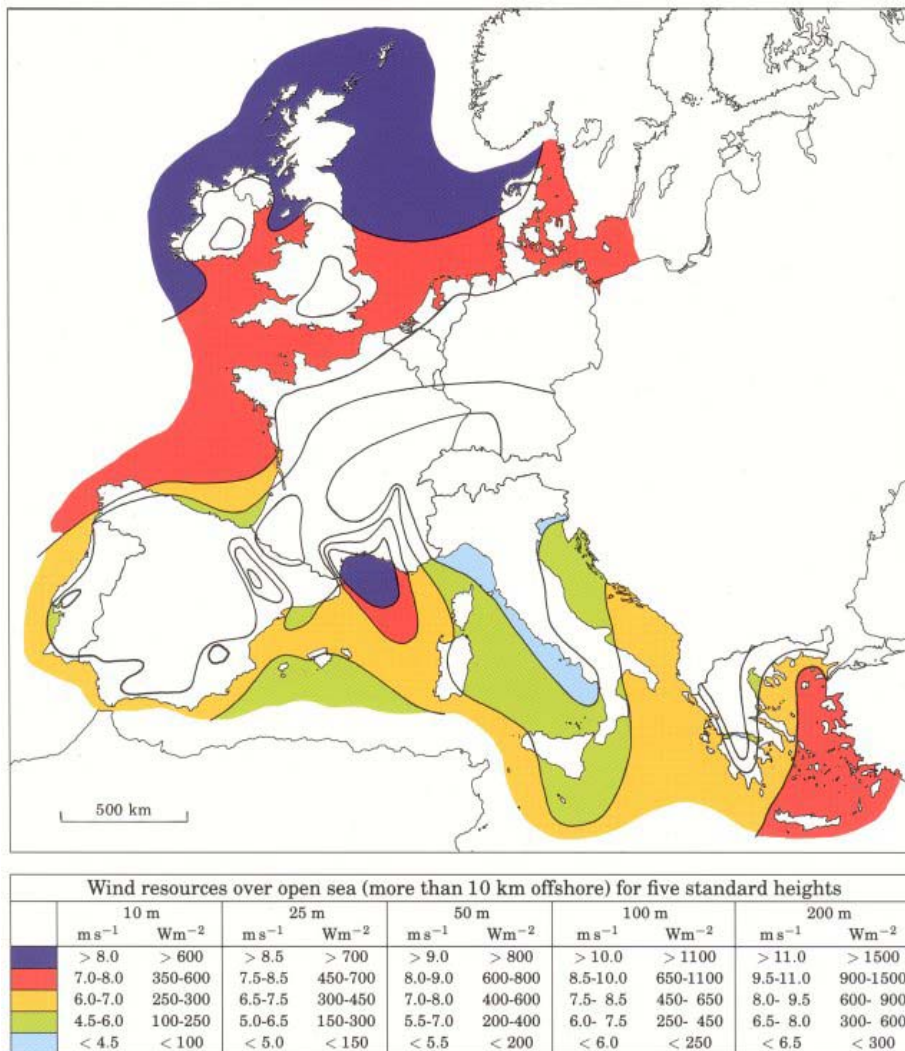 500 km
Wind resources over open sea (more than 10 km offshore) for five standard heights
10 m 25 m 50 m 100 m 200 m
m s⁻¹ Wm⁻² m s⁻¹ Wm⁻² m s⁻¹ Wm⁻² m s⁻¹ Wm⁻² m s⁻¹ Wm⁻²
> 8.0 > 600 > 8.5 > 700 > 9.0 > 800 > 10.0 > 1100 > 11.0 > 1500
7.0-8.0 350-600 7.5-8.5 450-700 8.0-9.0 600-800 8.5-10.0 650-1100 9.5-11.0 900-1500
6.0-7.0 250-300 6.5-7.5 300-450 7.0-8.0 400-600 7.5- 8.5 450- 650 8.0- 9.5 600- 900
4.5-6.0 100-250 5.0-6.5 150-300 5.5-7.0 200-400 6.0- 7.5 250- 450 6.5- 8.0 300- 600
< 4.5 < 100 < 5.0 < 150 < 5.5 < 200 < 6.0 < 250 < 6.5 < 300